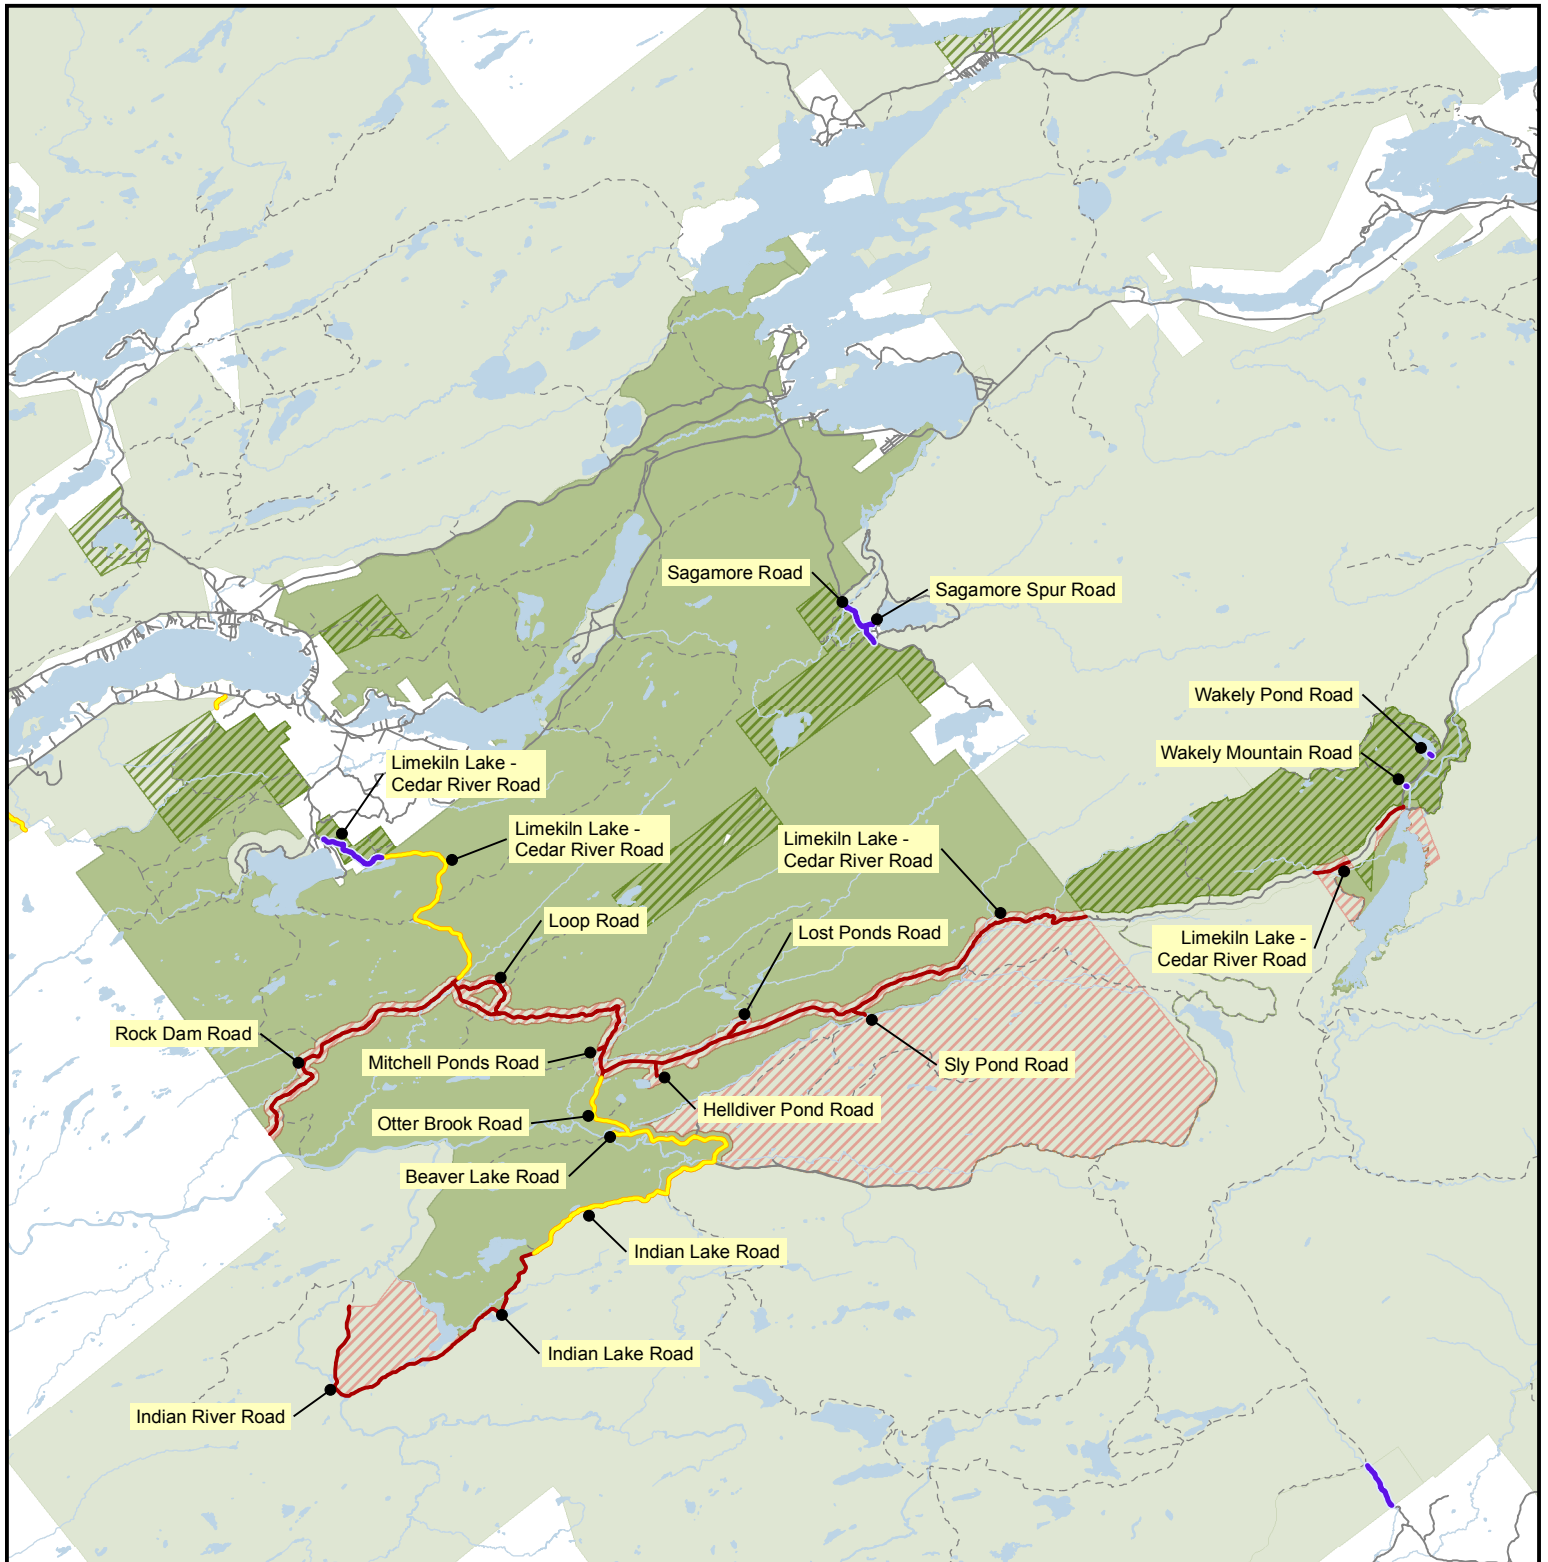 Sagamore Road
Sagamore Spur Road
Wakely Pond Road
Wakely Mountain Road
Limekiln Lake -
Cedar River Road
Limekiln Lake -
Cedar River Road
Limekiln Lake -
Cedar River Road
Loop Road
Lost Ponds Road
Limekiln Lake -
Cedar River Road
Rock Dam Road
Mitchell Ponds Road
Sly Pond Road
Helldiver Pond Road
Otter Brook Road
Beaver Lake Road
Indian Lake Road
Indian Lake Road
Indian River Road